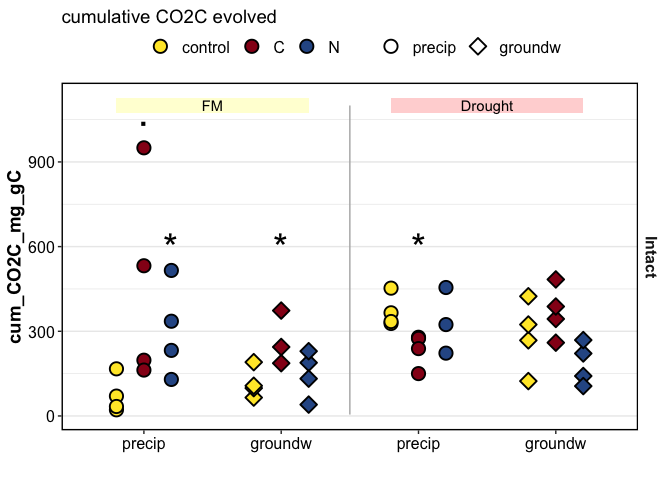 cumulative CO2C evolved
control C N precip groundw
FM Drought
*
* * *
cum_CO2C_mg_gC
900
600
300
0
Intact
precip groundw precip groundw